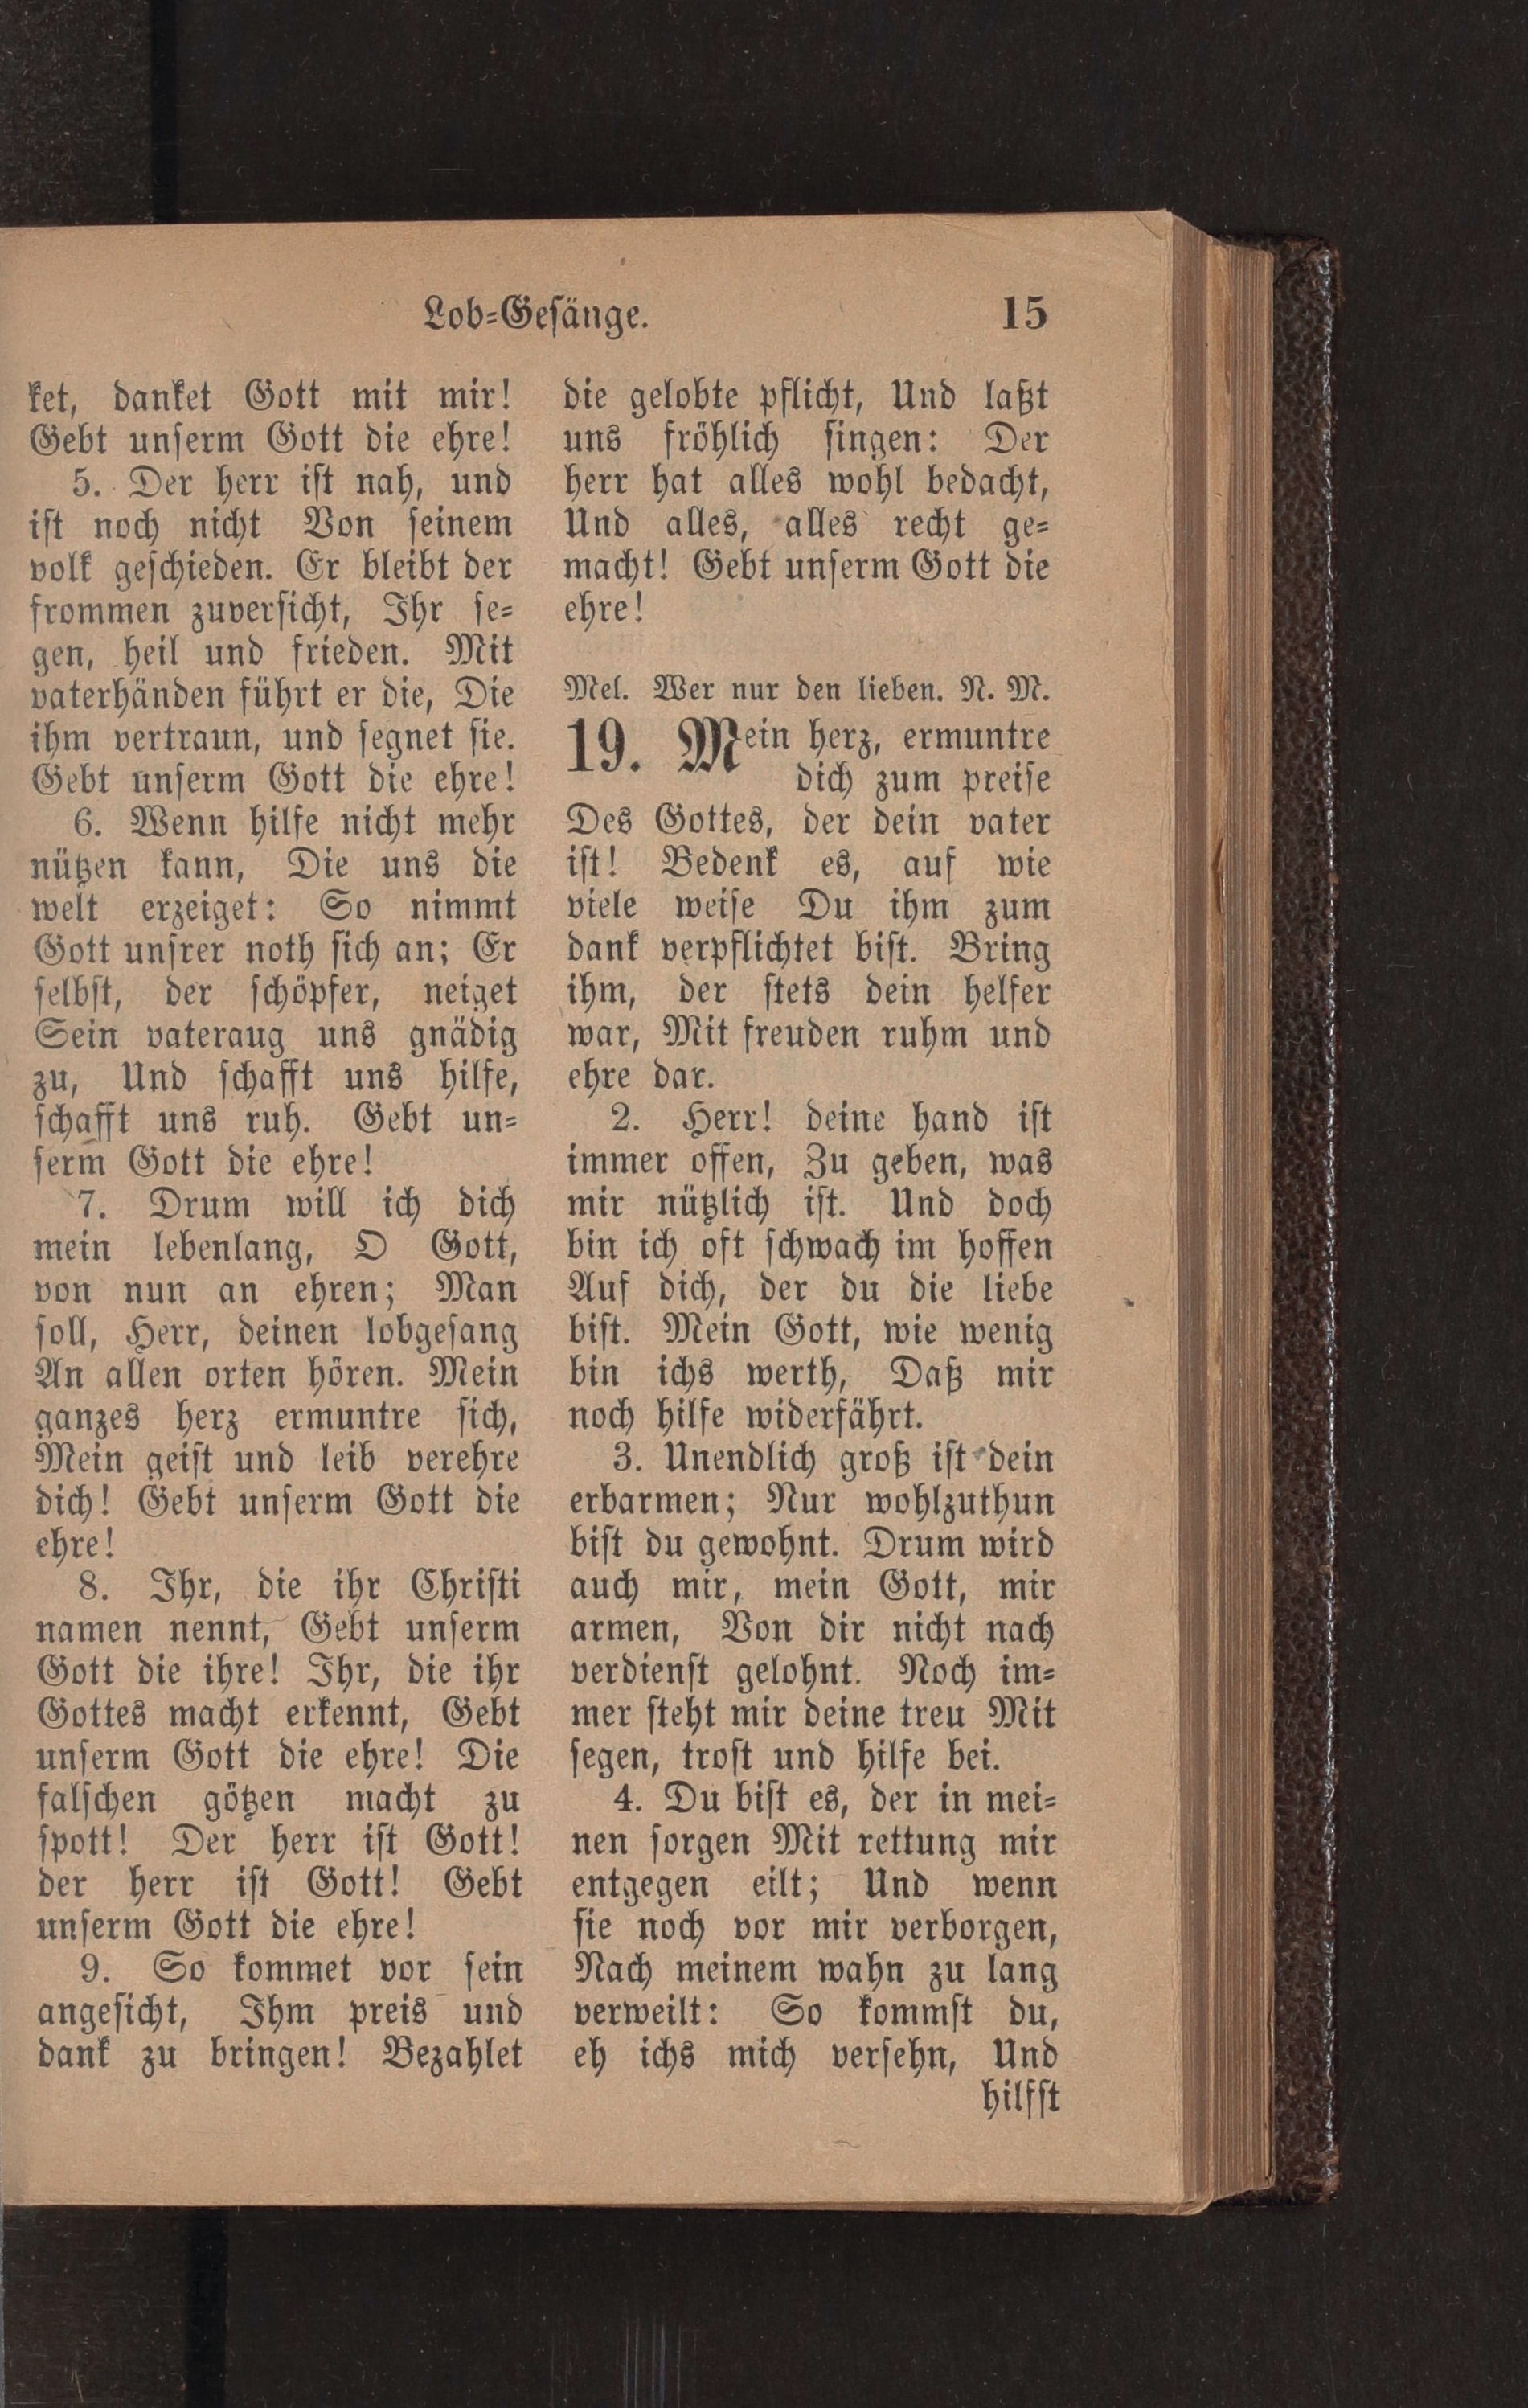 Lob-Gesänge. 15
ket, danket Gott mit mir!
Gebt unserm Gott die ehre!
5. Der herr ist nah, und
ist noch nicht Von seinem
volk geschieden. Er bleibt der
frommen zuversicht, Ihr se-
gen, heil und frieden. Mit
vaterhänden führt er die, Die
ihm vertraun, und segnet sie.
Gebt unserm Gott die ehre!
6. Wenn hilfe nicht mehr
nützen kann, Die uns die
welt erzeiget: So nimmt
Gott unsrer noth sich an; Er
selbst, der schöpfer, neiget
Sein vateraug uns gnädig
zu, Und schafft uns hilfe,
schafft uns ruh. Gebt un-
serm Gott die ehre!
7. Drum will ich dich
mein lebenlang, O Gott,
von nun an ehren; Man
soll, Herr, deinen lobgesang
An allen orten hören. Mein
ganzes herz ermuntre sich,
Mein geist und leib verehre
dich! Gebt unserm Gott die
ehre!
8. Ihr, die ihr Christi
namen nennt, Gebt unserm
Gott die ihre! Ihr, die ihr
Gottes macht erkennt, Gebt
unserm Gott die ehre! Die
falschen götzen macht zu
spott! Der herr ist Gott!
der herr ist Gott! Gebt
unserm Gott die ehre!
9. So kommet vor sein
angesicht, Ihm preis und
dank zu bringen! Bezahlet
die gelobte pflicht, Und laßt
uns fröhlich singen: Der
herr hat alles wohl bedacht,
Und alles, alles recht ge-
macht! Gebt unserm Gott die
ehre!
Mel. Wer nur den lieben. N. M.
19. Mein herz, ermuntre
dich zum preise
Des Gottes, der dein vater
ist! Bedenk es, auf wie
viele weise Du ihm zum
dank verpflichtet bist. Bring
ihm, der stets dein helfer
war, Mit freuden ruhm und
ehre dar.
2. Herr! deine hand ist
immer offen, Zu geben, was
mir nützlich ist. Und doch
bin ich oft schwach im hoffen
Auf dich, der du die liebe
bist. Mein Gott, wie wenig
bin ichs werth, Daß mir
noch hilfe widerfährt.
3. Unendlich groß ist dein
erbarmen; Nur wohlzuthun
bist du gewohnt. Drum wird
auch mir, mein Gott, mir
armen, Von dir nicht nach
verdienst gelohnt. Noch im-
mer steht mir deine treu Mit
segen, trost und hilfe bei.
4. Du bist es, der in mei-
nen sorgen Mit rettung mir
entgegen eilt; Und wenn
sie noch vor mir verborgen,
Nach meinem wahn zu lang
verweilt: So kommst du,
eh ichs mich versehn, Und
hilfst